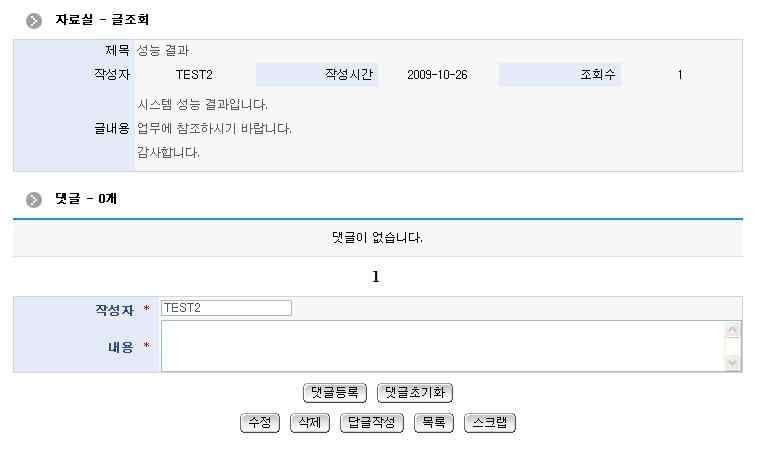 자료실 - 글조회
제목 성능 결과
작성자 TEST2 작성시간 2009-10-26 조회수 1
시스템 성능 결과입니다.
글내용 업무에 참조하시기 바랍니다.
감사합니다.
댓글 - 0개
댓글이 없습니다.
1
작성자 * TEST2
내용 *
댓글등록 댓글초기화
수정 삭제 답글작성 목록 스크랩